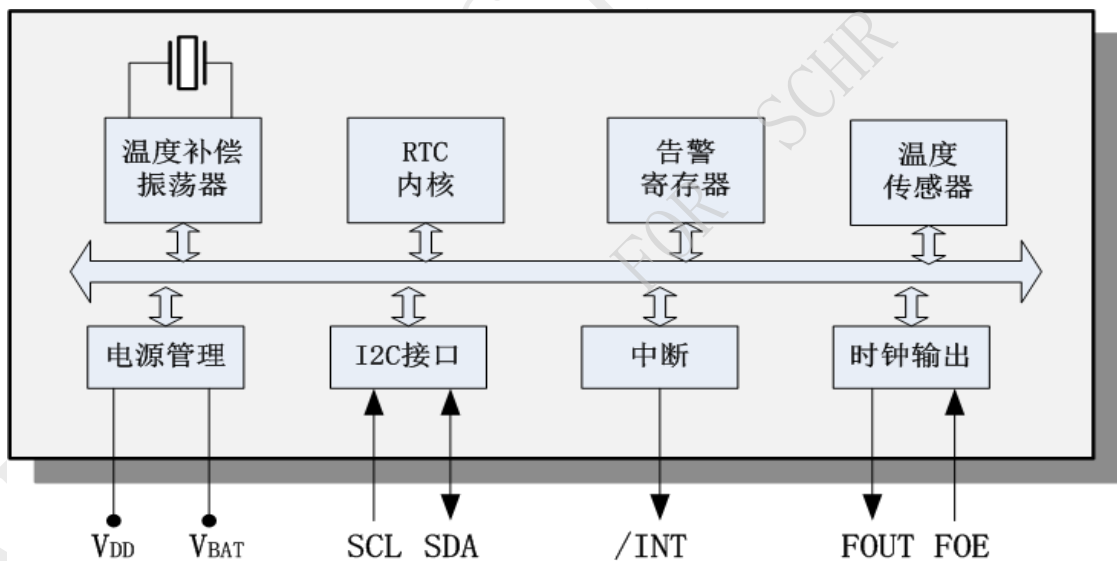 温度补偿
振荡器
RTC
内核
告警
寄存器
温度
传感器
电源管理
I2C接口
中断
时钟输出
VDD VBAT SCL SDA /INT FOUT FOE
FOR SCHR